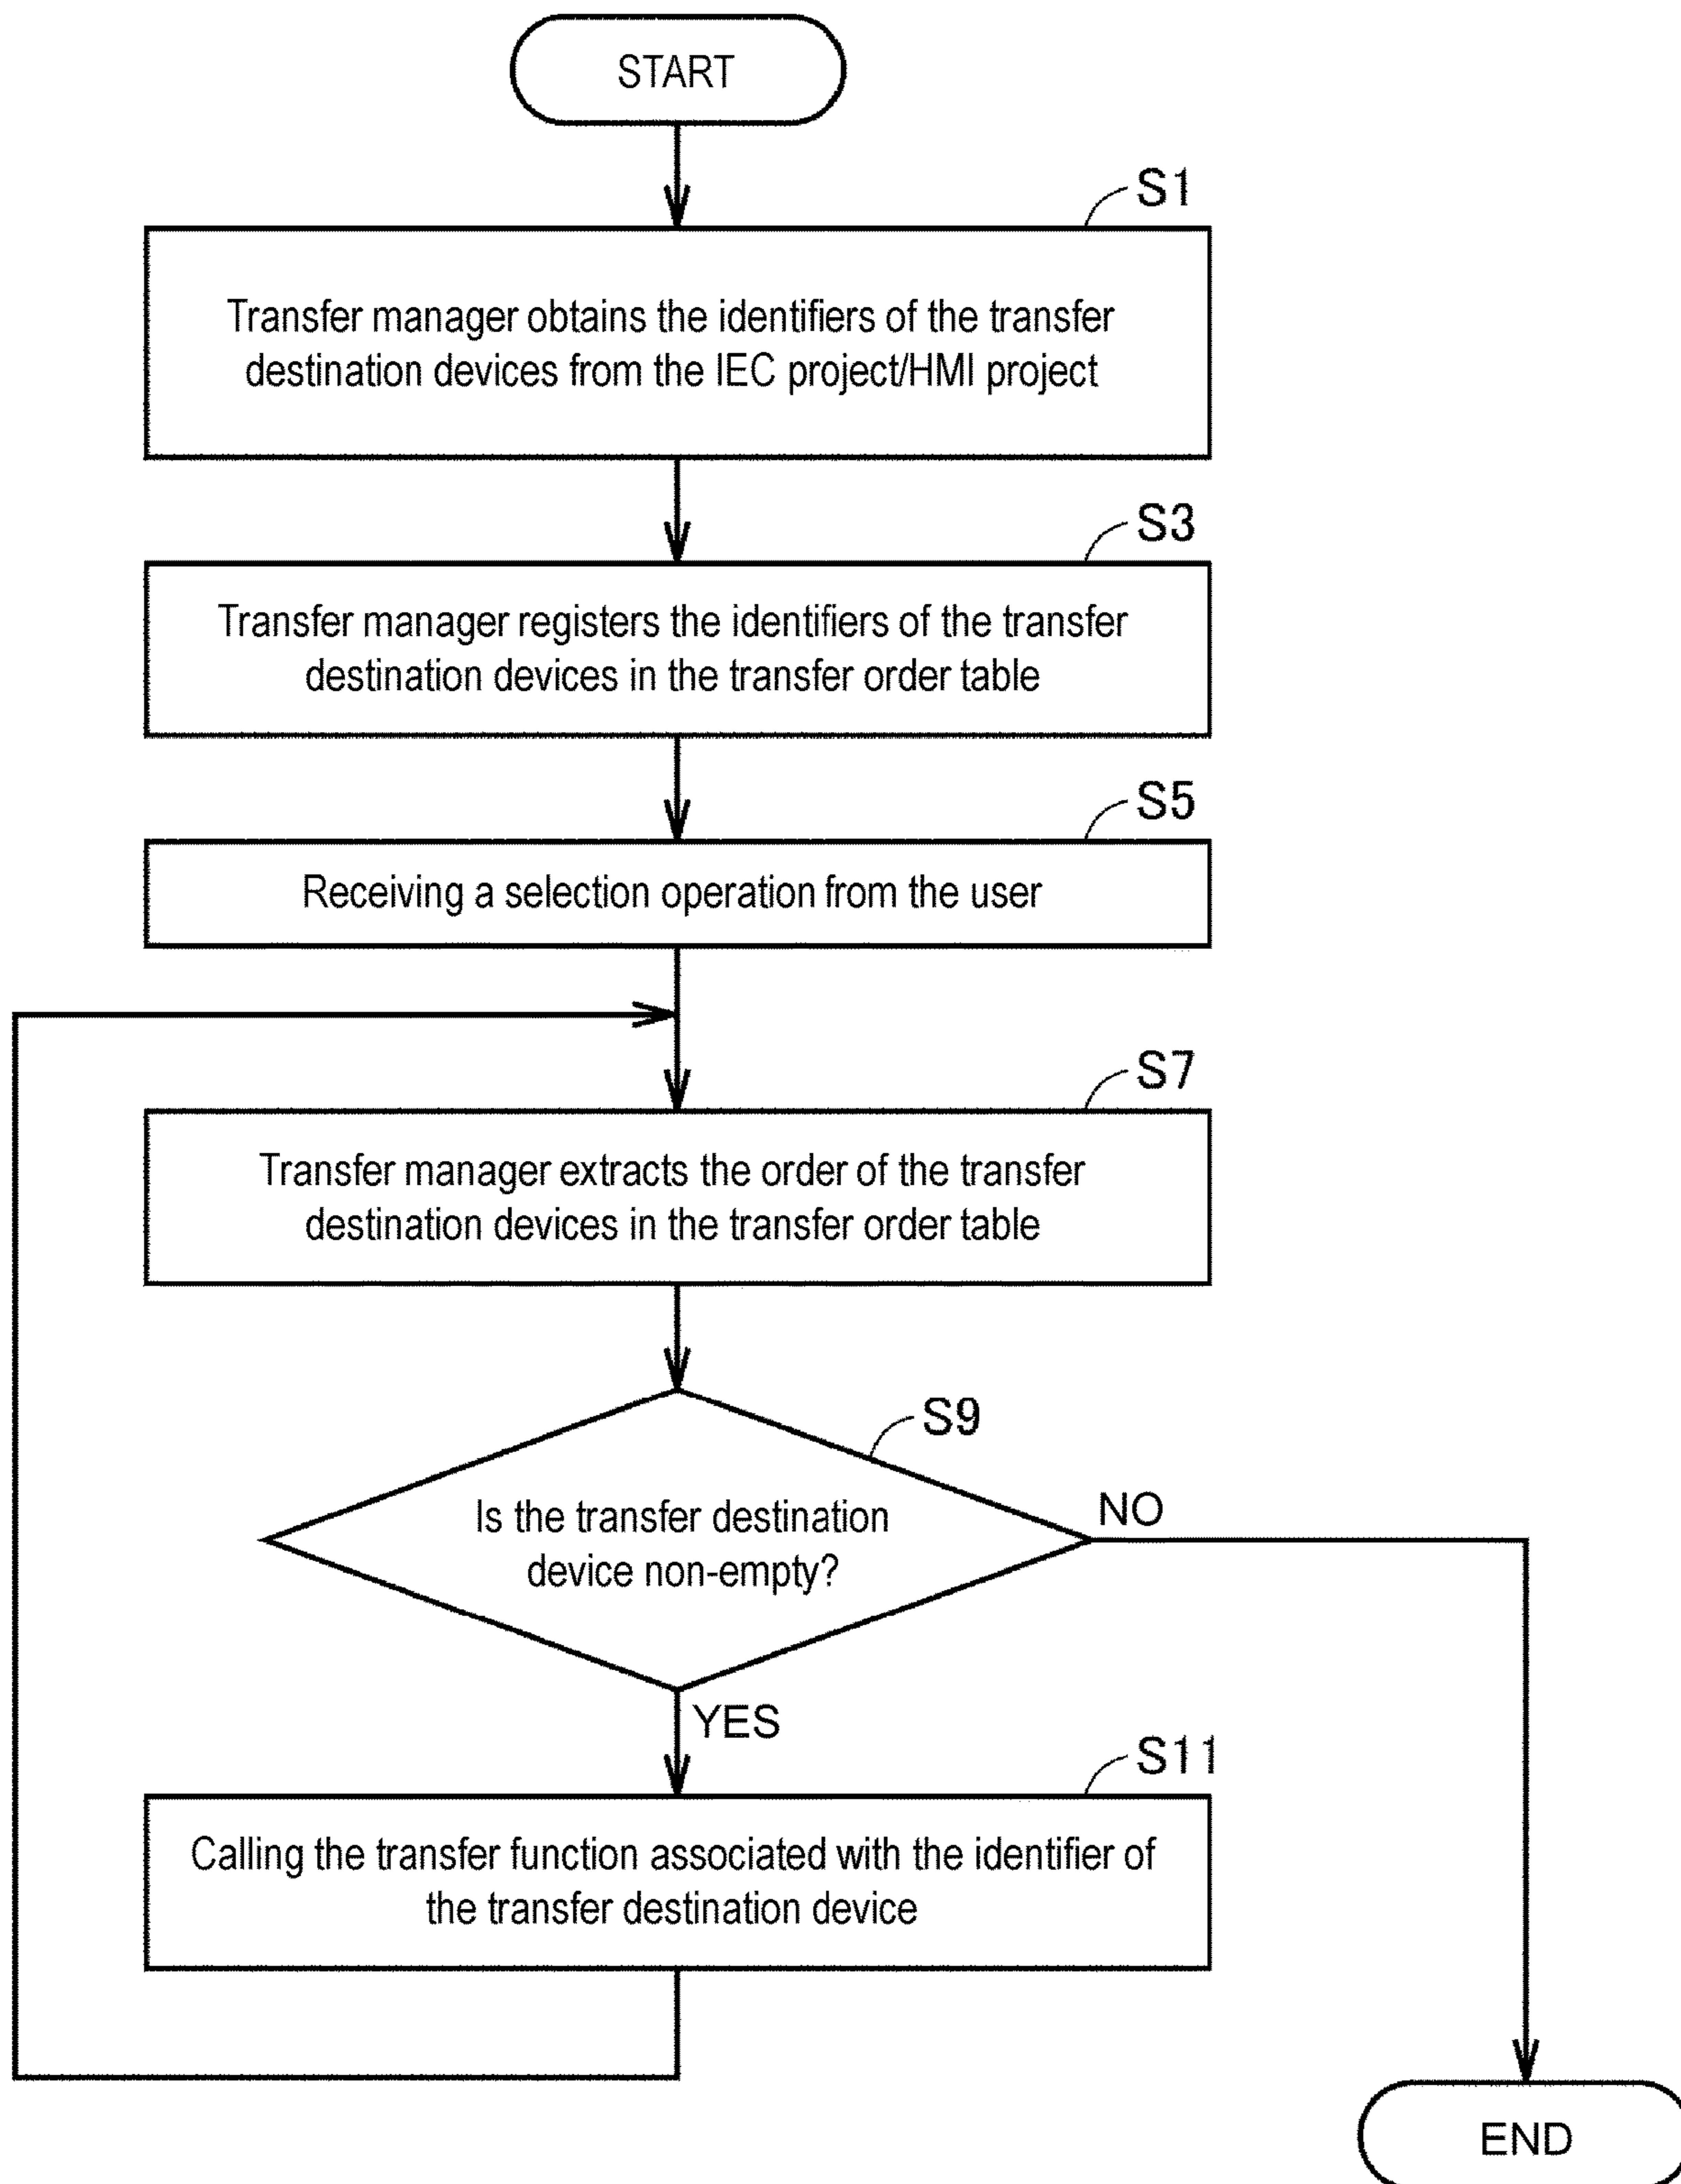 START
S1
Transfer manager obtains the identifiers of the transfer
destination devices from the IEC project/HMI project
S3
Transfer manager registers the identifiers of the transfer
destination devices in the transfer order table
S5
Receiving a selection operation from the user
S7
Transfer manager extracts the order of the transfer
destination devices in the transfer order table
S9
Is the transfer destination
device non-empty?
NO
YES
S11
Calling the transfer function associated with the identifier of
the transfer destination device
END